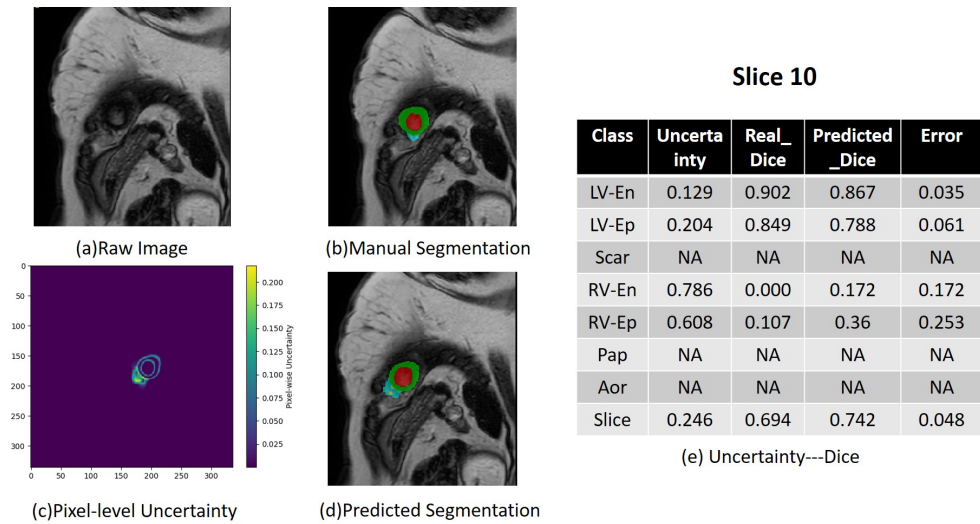 (a)Raw Image
(b)Manual Segmentation
0
50
100
150
200
250
300
0 50 100 150 200 250 300
0.200
0.175
0.150
0.125
0.100
0.075
0.050
0.025
Pixel-wise Uncertainty
(c)Pixel-level Uncertainty
(d)Predicted Segmentation
Slice 10
Class Uncerta Real_ Predicted Error
inty Dice _Dice
LV-En 0.129 0.902 0.867 0.035
LV-Ep 0.204 0.849 0.788 0.061
Scar NA NA NA NA
RV-En 0.786 0.000 0.172 0.172
RV-Ep 0.608 0.107 0.36 0.253
Pap NA NA NA NA
Aor NA NA NA NA
Slice 0.246 0.694 0.742 0.048
(e) Uncertainty---Dice